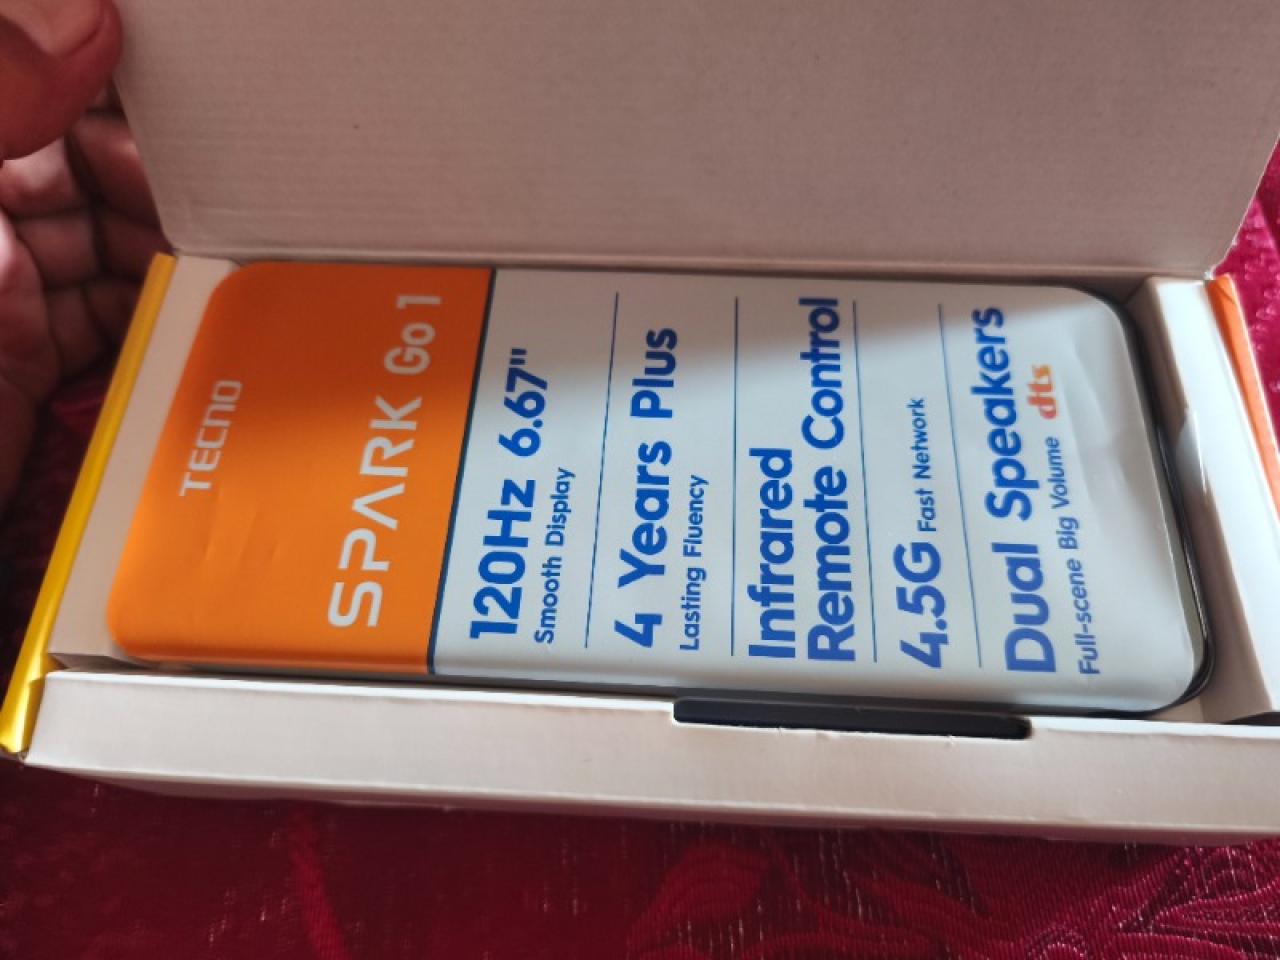 TECNO
SPARK Go 1
120Hz 6.67"
Smooth Display
4 Years Plus
Lasting Fluency
Infrared
Remote Control
4.5G Fast Network
Dual Speakers
Full-scene Big Volume dts